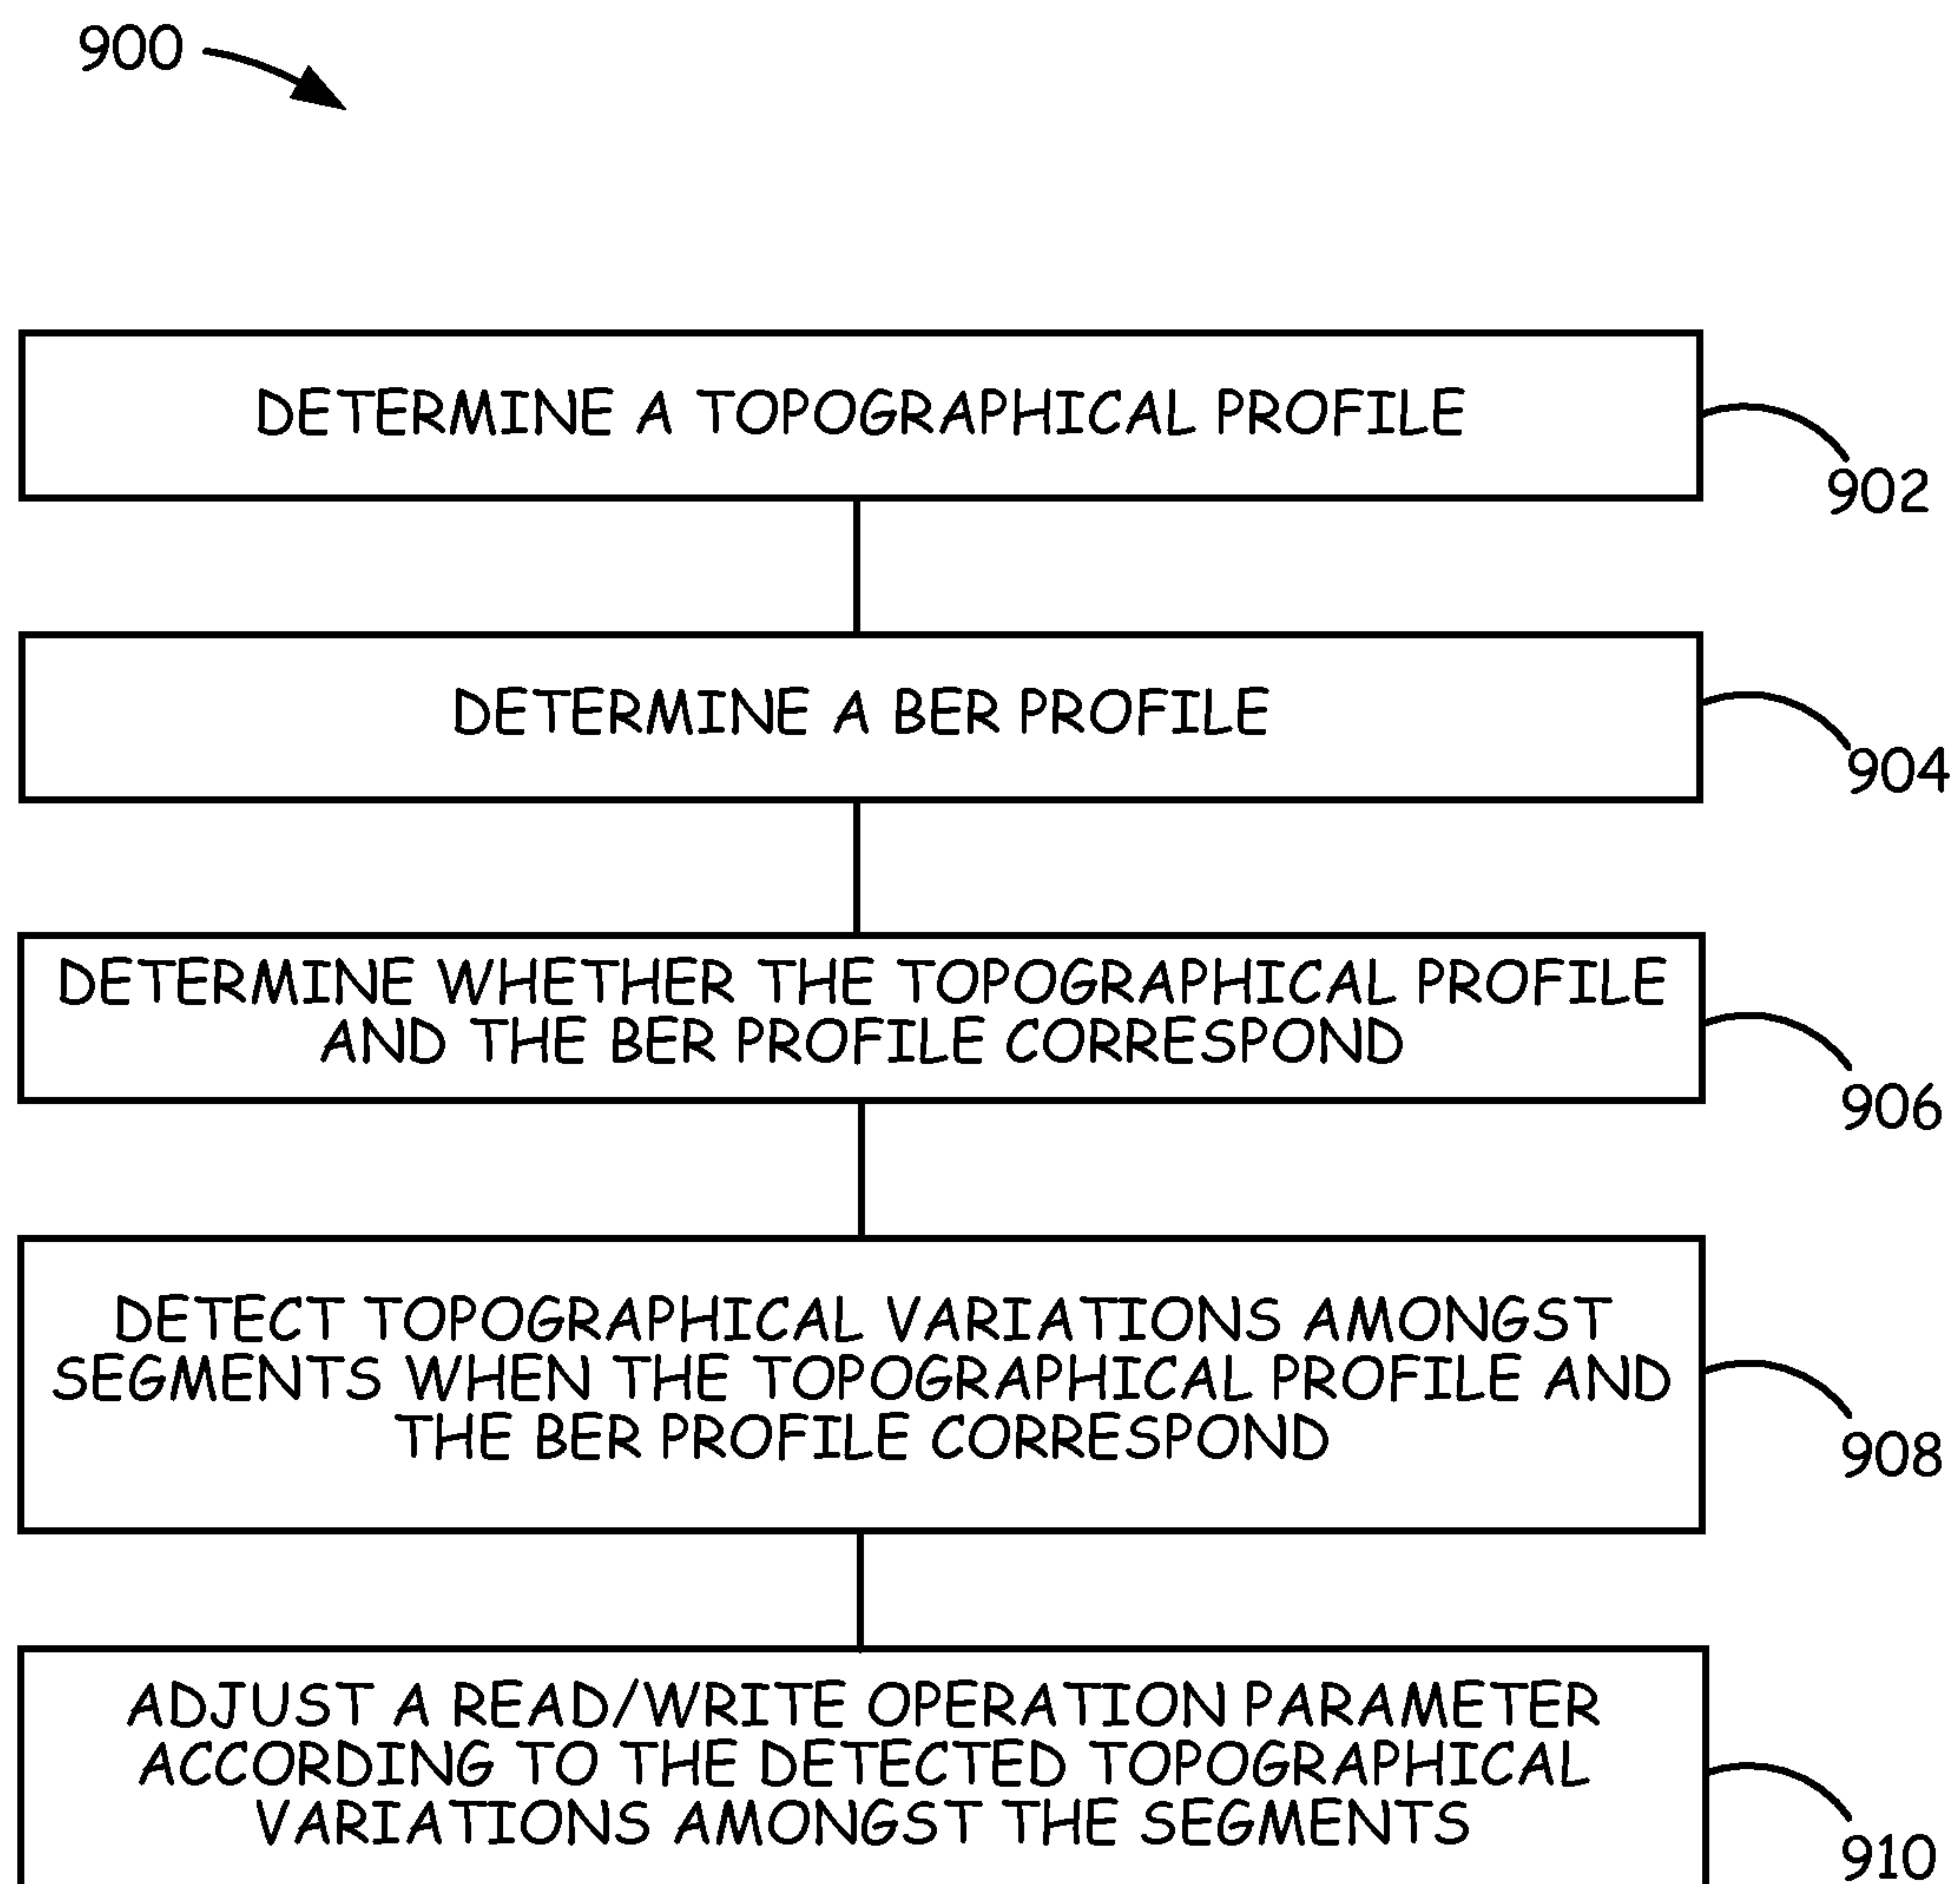 900
DETERMINE A TOPOGRAPHICAL PROFILE
902
DETERMINE A BER PROFILE
904
DETERMINE WHETHER THE TOPOGRAPHICAL PROFILE
AND THE BER PROFILE CORRESPOND
906
DETECT TOPOGRAPHICAL VARIATIONS AMONGST
SEGMENTS WHEN THE TOPOGRAPHICAL PROFILE AND
THE BER PROFILE CORRESPOND
908
ADJUST A READ/WRITE OPERATION PARAMETER
ACCORDING TO THE DETECTED TOPOGRAPHICAL
VARIATIONS AMONGST THE SEGMENTS
910